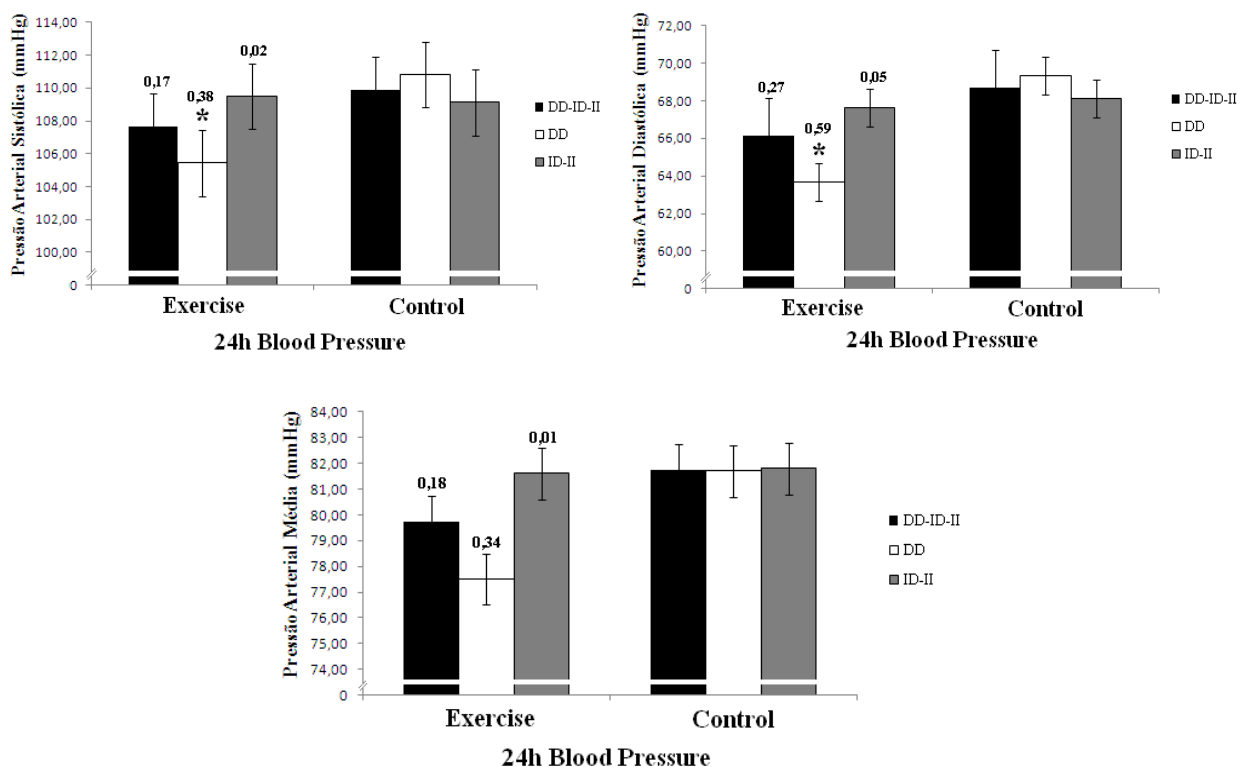 Pressão Arterial Sistólica (mmHg)
114,00
112,00
110,00
108,00
106,00
104,00
102,00
100,00
0
0,17
0,38
*
0,02
Exercise
Control
24h Blood Pressure
DD-ID-II
DD
ID-II
Pressão Arterial Diastólica (mmHg)
72,00
70,00
68,00
66,00
64,00
62,00
60,00
0
0,27
0,59
*
0,05
Exercise
Control
24h Blood Pressure
DD-ID-II
DD
ID-II
Pressão Arterial Média (mmHg)
84,00
83,00
82,00
81,00
80,00
79,00
78,00
77,00
76,00
75,00
74,00
0
0,18
0,34
0,01
Exercise
Control
24h Blood Pressure
DD-ID-II
DD
ID-II